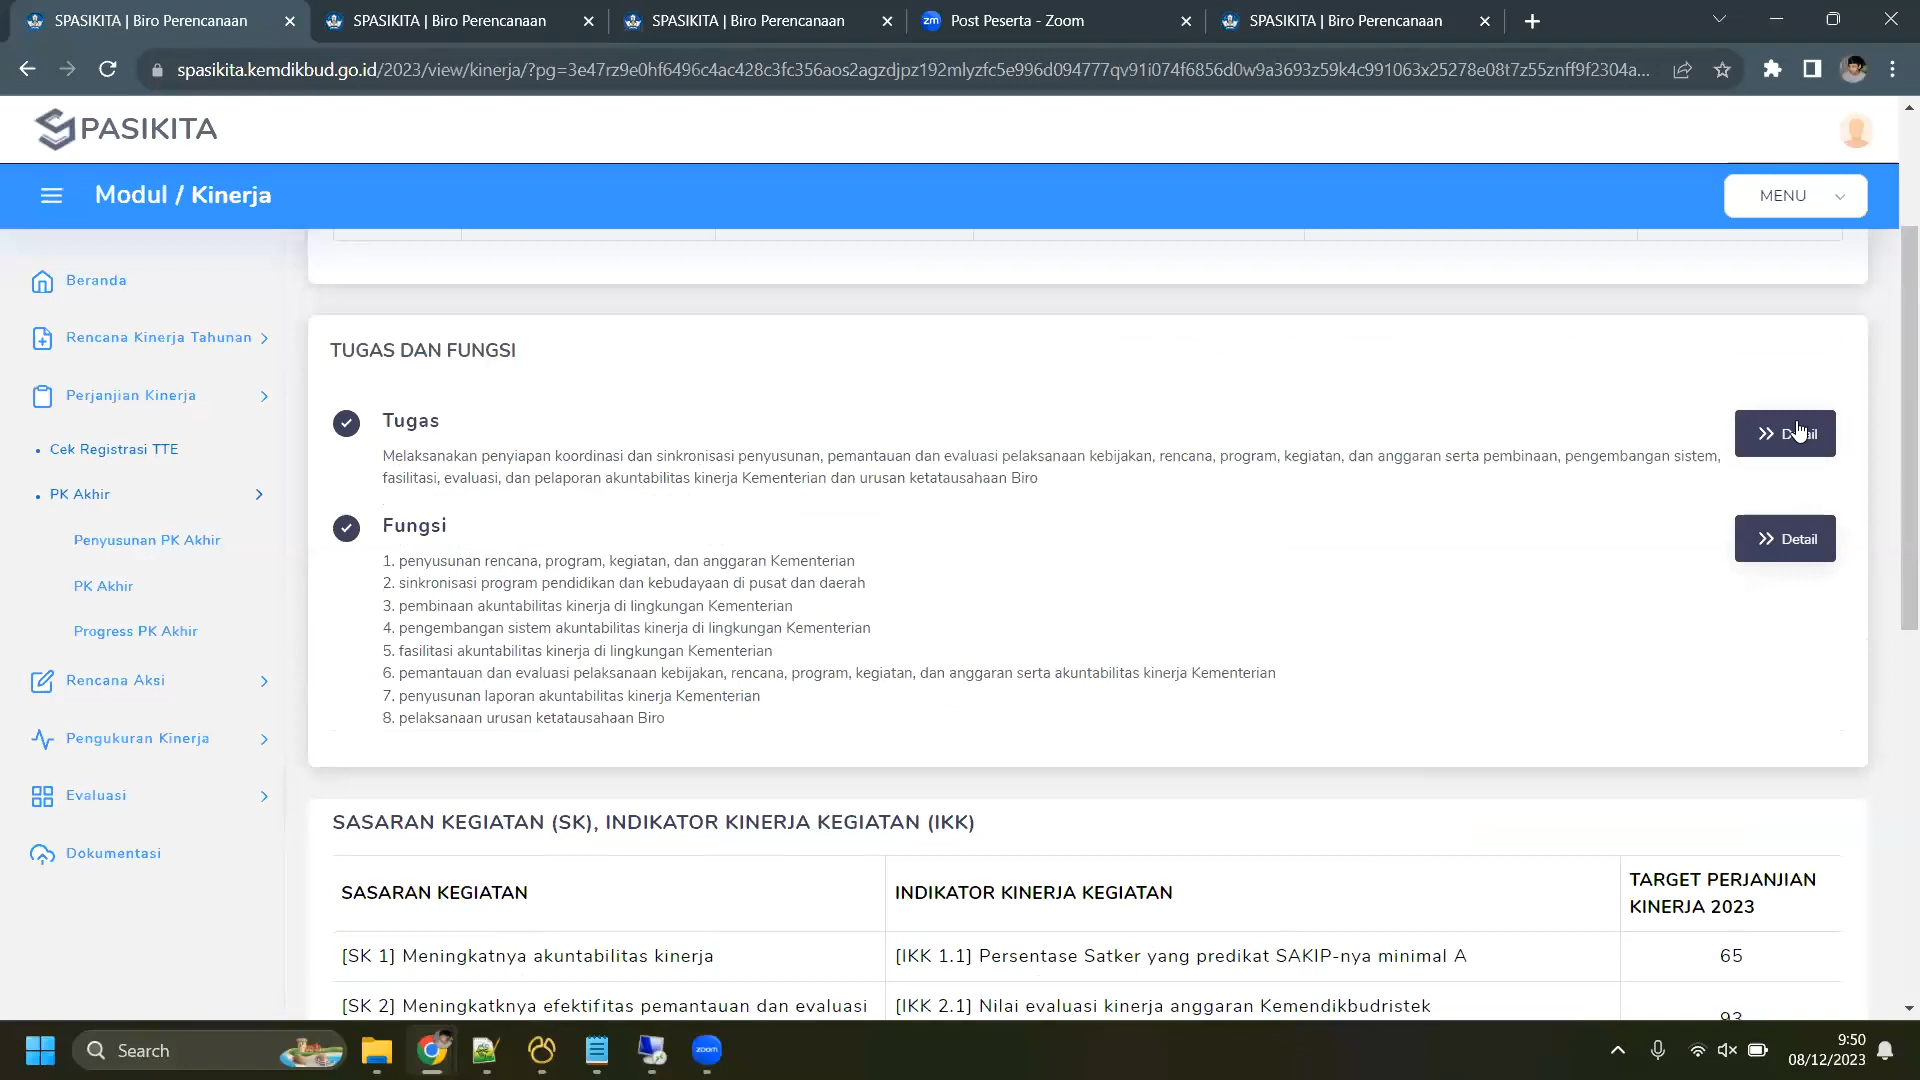 SPASIKITA | Biro Perencanaan
SPASIKITA | Biro Perencanaan
SPASIKITA | Biro Perencanaan
zm
Post Peserta - Zoom
SPASIKITA | Biro Perencanaan
spasikita.kemdikbud.go.id/2023/view/kinerja/?pg=3e47rz9e0hf6496c4ac428c3fc356aos2agzdjpz192mlyzfc5e996d094777qv91i074f6856d0w9a3693z59k4c991063x25278e08t7z55znff9f2304a...
SPASIKITA
Modul / Kinerja
MENU
Beranda
Rencana Kinerja Tahunan
Perjanjian Kinerja
Cek Registrasi TTE
PK Akhir
Penyusunan PK Akhir
PK Akhir
Progress PK Akhir
Rencana Aksi
Pengukuran Kinerja
Evaluasi
Dokumentasi
TUGAS DAN FUNGSI
Tugas
Detail
Melaksanakan penyiapan koordinasi dan sinkronisasi penyusunan, pemantauan dan evaluasi pelaksanaan kebijakan, rencana, program, kegiatan, dan anggaran serta pembinaan, pengembangan sistem,
fasilitasi, evaluasi, dan pelaporan akuntabilitas kinerja Kementerian dan urusan ketatausahaan Biro
Fungsi
Detail
1. penyusunan rencana, program, kegiatan, dan anggaran Kementerian
2. sinkronisasi program pendidikan dan kebudayaan di pusat dan daerah
3. pembinaan akuntabilitas kinerja di lingkungan Kementerian
4. pengembangan sistem akuntabilitas kinerja di lingkungan Kementerian
5. fasilitasi akuntabilitas kinerja di lingkungan Kementerian
6. pemantauan dan evaluasi pelaksanaan kebijakan, rencana, program, kegiatan, dan anggaran serta akuntabilitas kinerja Kementerian
7. penyusunan laporan akuntabilitas kinerja Kementerian
8. pelaksanaan urusan ketatausahaan Biro
SASARAN KEGIATAN (SK), INDIKATOR KINERJA KEGIATAN (IKK)
SASARAN KEGIATAN
INDIKATOR KINERJA KEGIATAN
TARGET PERJANJIAN
KINERJA 2023
[SK 1] Meningkatnya akuntabilitas kinerja
[IKK 1.1] Persentase Satker yang predikat SAKIP-nya minimal A
65
[SK 2] Meningkatknya efektifitas pemantauan dan evaluasi
[IKK 2.1] Nilai evaluasi kinerja anggaran Kemendikbudristek
93
Search
zoom
9:50
08/12/2023